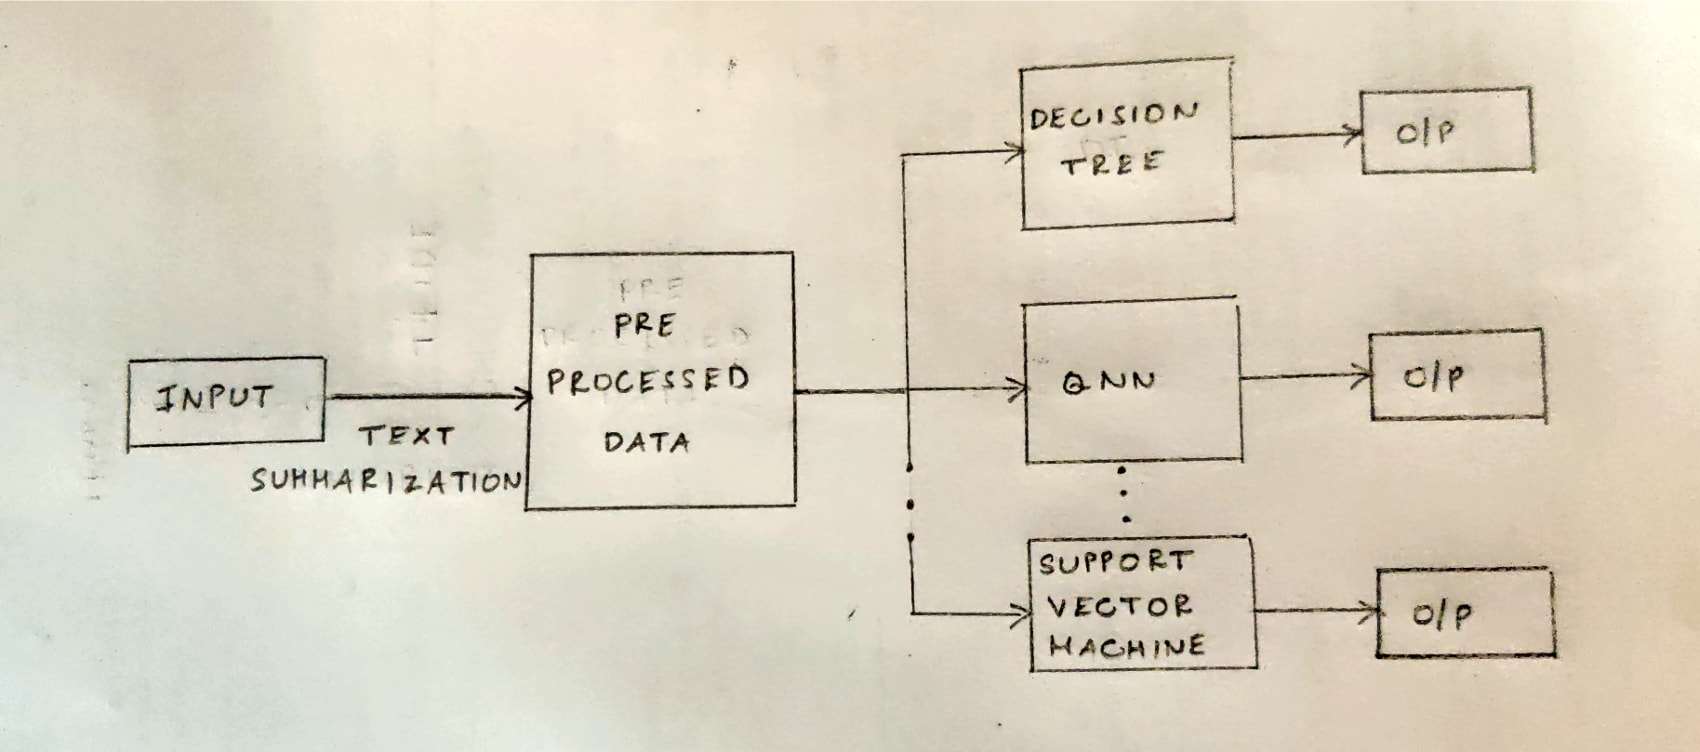 INPUT
TEXT
SUMMARIZATION
PRE
PROCESSED
DATA
DECISION
TREE
O/P
QNN
O/P
SUPPORT
VECTOR
MACHINE
O/P